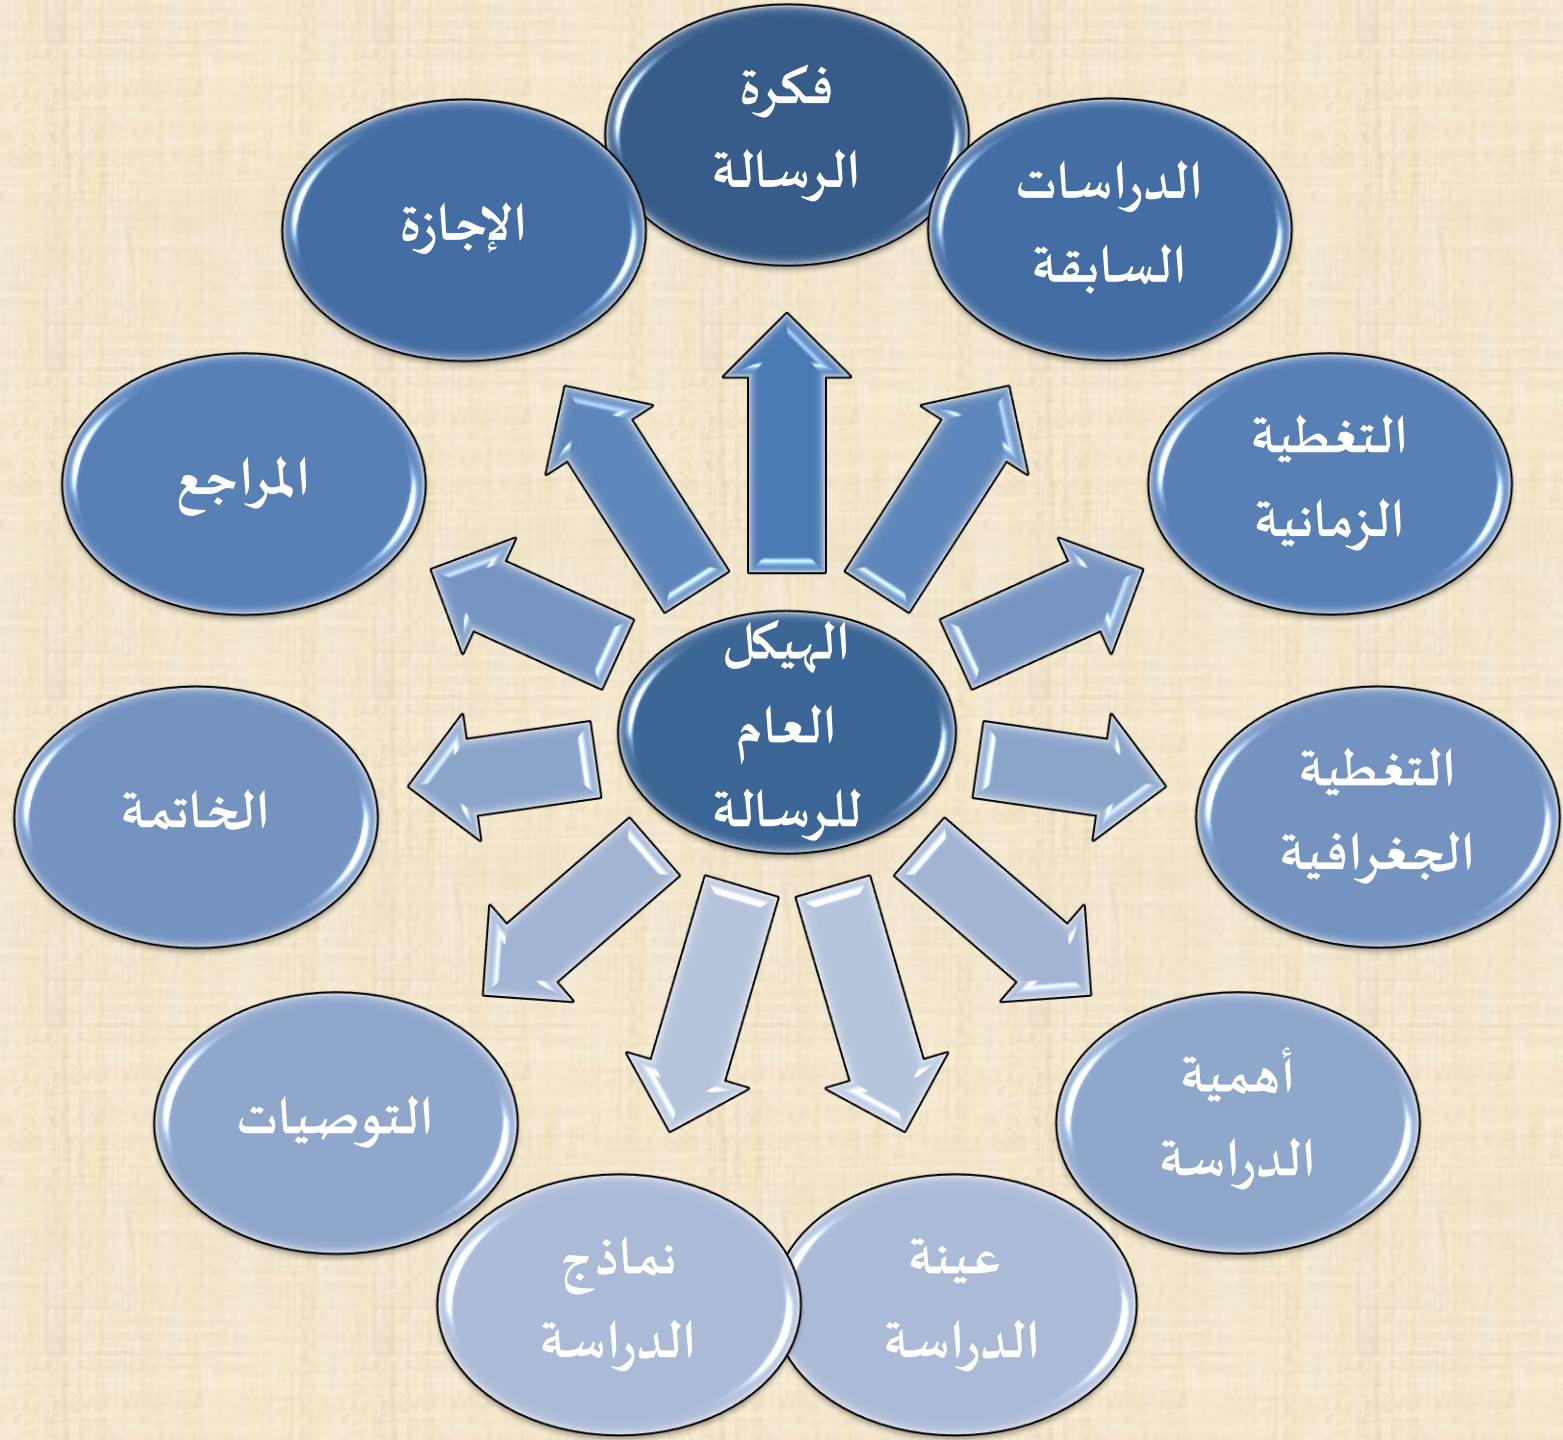 فكرة
الرسالة
الدراسات
السابقة
التغطية
الزمانية
التغطية
الجغرافية
أهمية
الدراسة
عينة
الدراسة
نماذج
الدراسة
التوصيات
الخاتمة
المراجع
الإجازة
الهيكل
العام
للرسالة